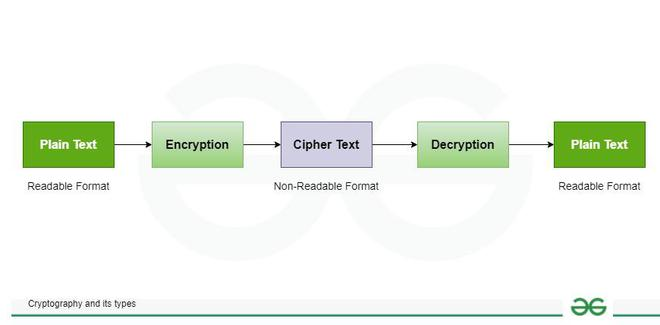 Plain Text
Encryption
Cipher Text
Decryption
Plain Text
Readable Format
Non-Readable Format
Readable Format
Cryptography and its types